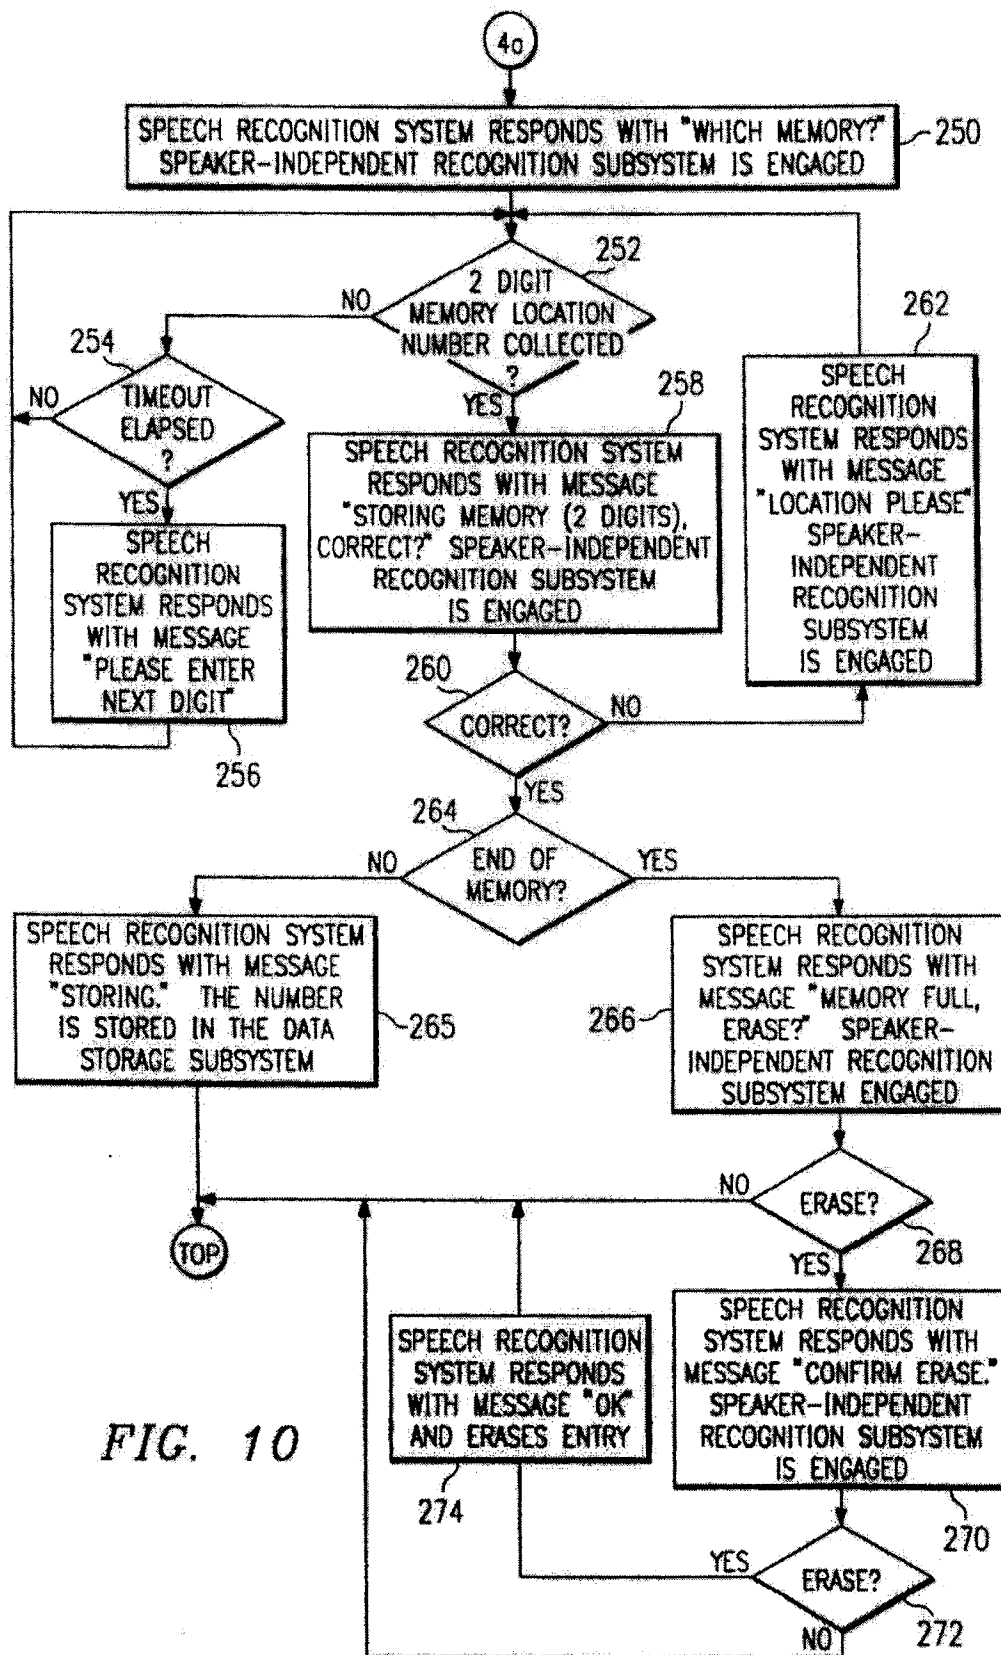 4a
SPEECH RECOGNITION SYSTEM RESPONDS WITH "WHICH MEMORY?"
SPEAKER-INDEPENDENT RECOGNITION SUBSYSTEM IS ENGAGED
250
252
2 DIGIT
MEMORY LOCATION
NUMBER COLLECTED
?
NO
YES
254
TIMEOUT
ELAPSED
?
NO
YES
SPEECH
RECOGNITION
SYSTEM RESPONDS
WITH MESSAGE
"PLEASE ENTER
NEXT DIGIT"
256
258
SPEECH RECOGNITION SYSTEM
RESPONDS WITH MESSAGE
"STORING MEMORY (2 DIGITS),
CORRECT?" SPEAKER-INDEPENDENT
RECOGNITION SUBSYSTEM
IS ENGAGED
262
SPEECH
RECOGNITION
SYSTEM RESPONDS
WITH MESSAGE
"LOCATION PLEASE"
SPEAKER-
INDEPENDENT
RECOGNITION
SUBSYSTEM
IS ENGAGED
260
CORRECT?
NO
YES
264
END OF
MEMORY?
NO
YES
SPEECH RECOGNITION SYSTEM
RESPONDS WITH MESSAGE
"STORING." THE NUMBER
IS STORED IN THE DATA
STORAGE SUBSYSTEM
265
266
SPEECH RECOGNITION
SYSTEM RESPONDS WITH
MESSAGE "MEMORY FULL,
ERASE?" SPEAKER-
INDEPENDENT RECOGNITION
SUBSYSTEM ENGAGED
NO
ERASE?
268
YES
TOP
SPEECH RECOGNITION
SYSTEM RESPONDS
WITH MESSAGE "OK"
AND ERASES ENTRY
274
SPEECH RECOGNITION
SYSTEM RESPONDS WITH
MESSAGE "CONFIRM ERASE."
SPEAKER-INDEPENDENT
RECOGNITION SUBSYSTEM
IS ENGAGED
270
YES
ERASE?
272
NO
FIG. 10